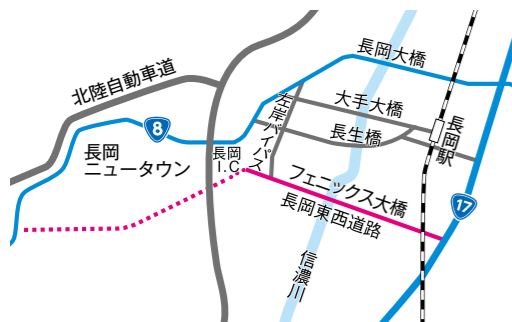 長岡大橋
北陸自動車道
大手大橋
左岸バイパス
8
長生橋
長岡駅
長岡
ニュータウン
長岡
I.C
フェニックス大橋
長岡東西道路
17
信濃川